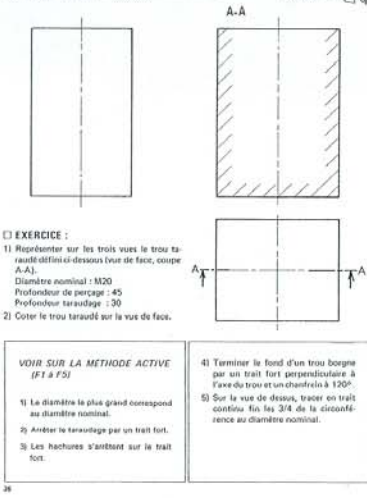 A-A
□ EXERCICE :
1) Représenter sur les trois vues le trou ta-
raudé défini ci-dessous (vue de face, coupe
A-A).
Diamètre nominal : M20
Profondeur de perçage : 45
Profondeur taraudage : 30
2) Coter le trou taraudé sur la vue de face.
A A
VOIR SUR LA MÉTHODE ACTIVE
(F1 à F5)
1) Le diamètre le plus grand correspond
au diamètre nominal.
2) Arrêter le taraudage par un trait fort.
3) Les hachures s'arrêtent sur le trait
fort.
4) Terminer le fond d'un trou borgne
par un trait fort perpendiculaire à
l'axe du trou et un chanfrein à 120°.
5) Sur la vue de dessus, tracer en trait
continu fin les 3/4 de la circonfé-
rence au diamètre nominal.
36